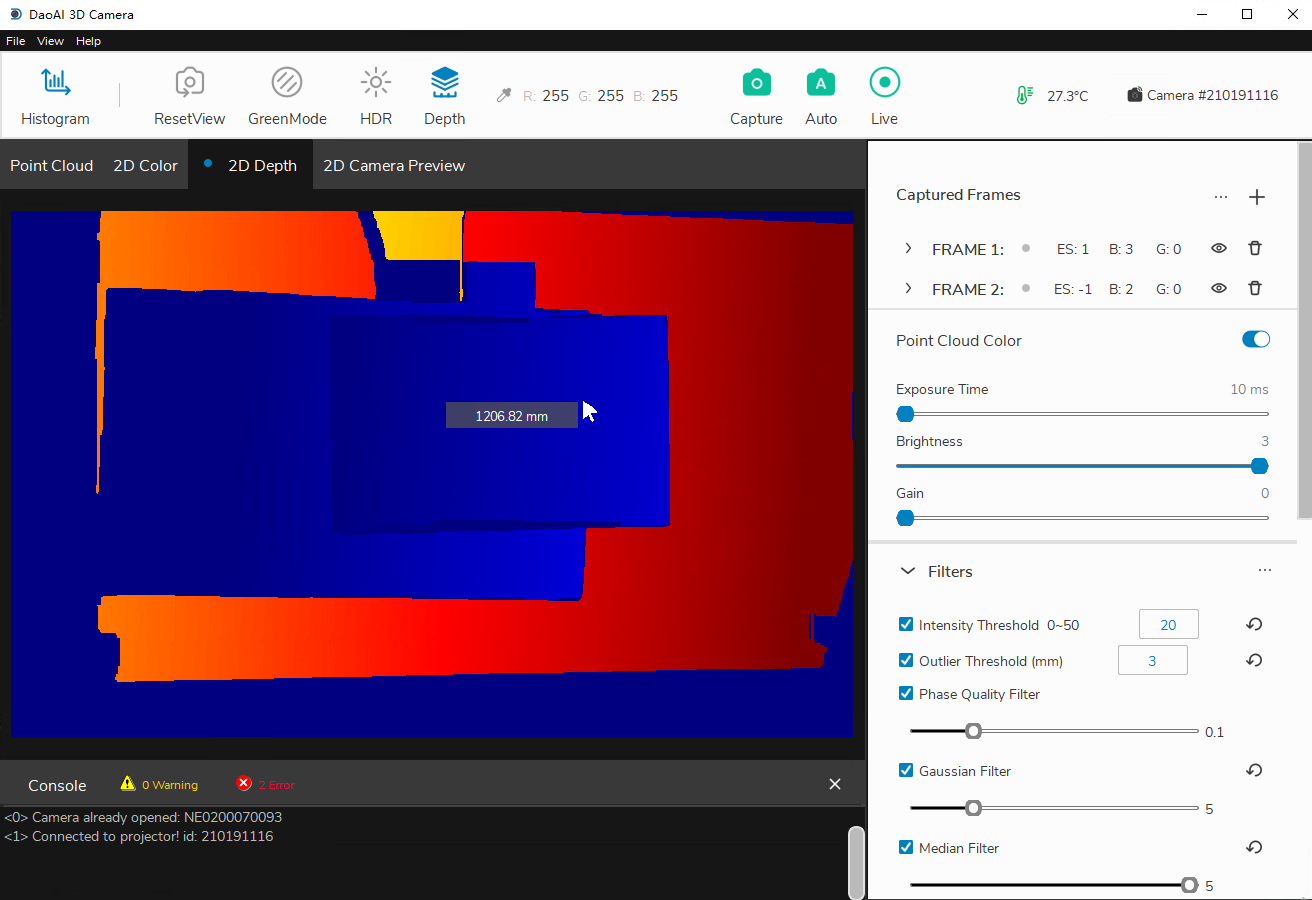 DaoAI 3D Camera
File View Help
Histogram ResetView GreenMode HDR Depth R: 255 G: 255 B: 255 Capture Auto Live 27.3°C Camera #210191116
Point Cloud 2D Color 2D Depth 2D Camera Preview
1206.82 mm
Console 0 Warning 2 Error
<0> Camera already opened: NE0200070093
<1> Connected to projector! id: 210191116
Captured Frames
FRAME 1: ES: 1 B: 3 G: 0
FRAME 2: ES: -1 B: 2 G: 0
Point Cloud Color
Exposure Time 10 ms
Brightness 3
Gain 0
Filters
Intensity Threshold 0~50 20
Outlier Threshold (mm) 3
Phase Quality Filter
0.1
Gaussian Filter
5
Median Filter
5